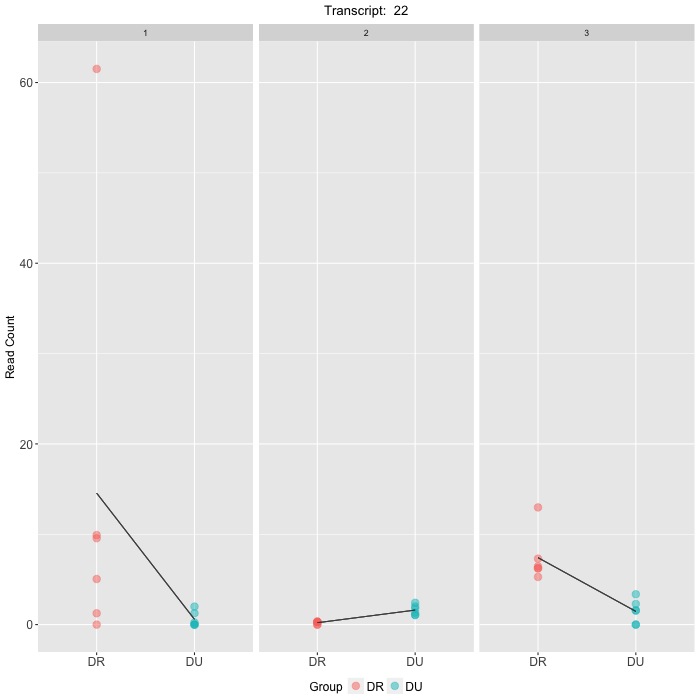 Transcript:  22
1 2 3
60
40
20
0
Read Count
DR DU DR DU DR DU
Group DR DU